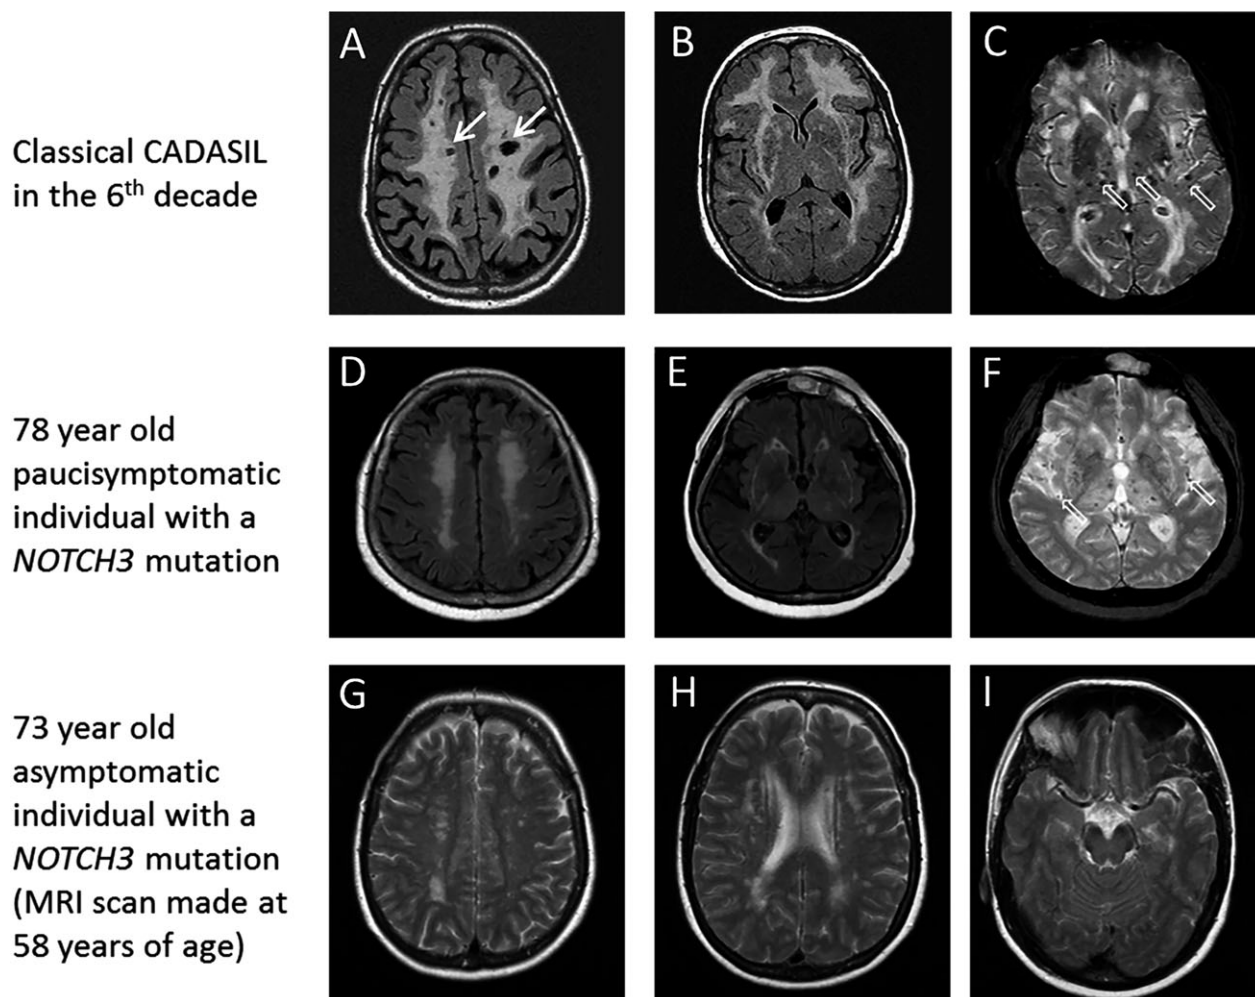 A
B
C
Classical CADASIL
in the 6th decade
D
E
F
78 year old
paucisymptomatic
individual with a
NOTCH3 mutation
G
H
I
73 year old
asymptomatic
individual with a
NOTCH3 mutation
(MRI scan made at
58 years of age)